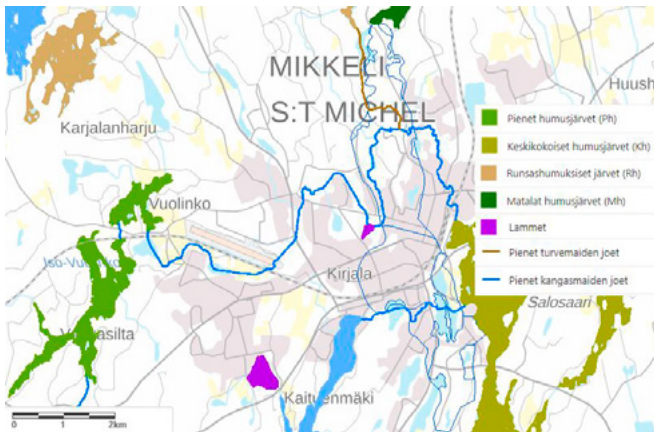 MIKKELI
S:T MICHEL
Huush
Karjalanharju
Vuolinko
Kirjala
Salosaari
Kaituenmäki
Pienet humusjärvet (Ph)
Keskikokoiset humusjärvet (Kh)
Runsashumuksiset järvet (Rh)
Matalat humusjärvet (Mh)
Lammet
Pienet turvemaiden joet
Pienet kangasmaiden joet
0 1 2km